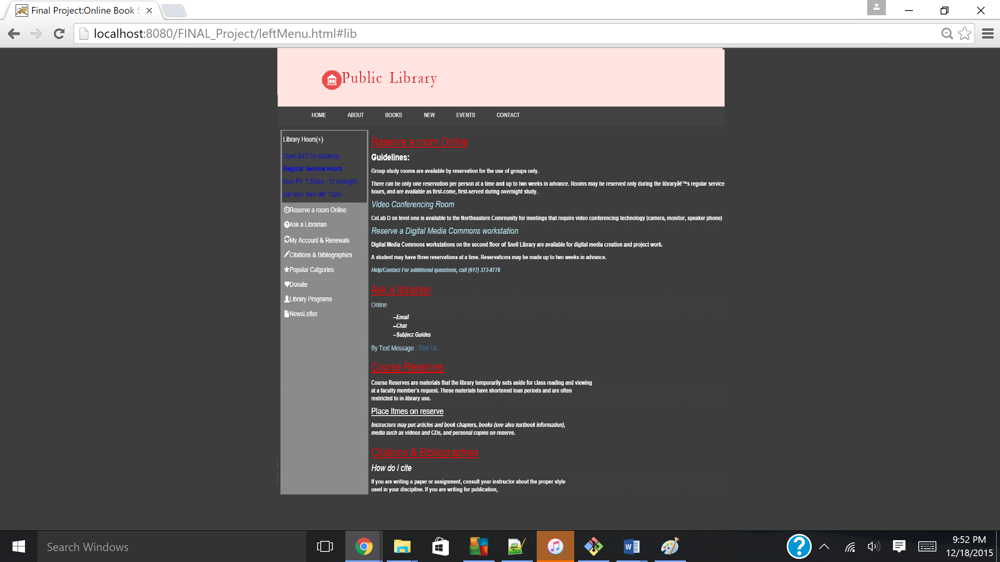 Final Project:Online Book S
localhost:8080/FINAL_Project/leftMenu.html#lib
Public Library
HOME ABOUT BOOKS NEW EVENTS CONTACT
Library Hours(+)
Open 24/7 for students,
Regular Service Hours
Mon-Fri: 7:30am - 12 midnight
Sat-Sun: 9am â€“ 10pm
Reserve a room Online
Ask a Librarian
My Account & Renewals
Citations & Bibliographies
Popular Catgories
Donate
Library Programs
NewsLetter
Reserve a room Online
Guidelines:
Group study rooms are available by reservation for the use of groups only.
There can be only one reservation per person at a time and up to two weeks in advance. Rooms may be reserved only during the libraryâ€™s regular service
hours, and are available as first-come, first-served during overnight study.
Video Conferencing Room
CoLab D on level one is available to the Northeastern Community for meetings that require video conferencing technology (camera, monitor, speaker phone)
Reserve a Digital Media Commons workstation
Digital Media Commons workstations on the second floor of Snell Library are available for digital media creation and project work.
A student may have three reservations at a time. Reservations may be made up to two weeks in advance.
Help/Contact For additional questions, call (617) 373-8778
Ask a librarian
Online
--Email
--Chat
--Subject Guides
By Text Message : Text Us
Course Reserves
Course Reserves are materials that the library temporarily sets aside for class reading and viewing
at a faculty member's request. These materials have shortened loan periods and are often
restricted to in-library use.
Place Itmes on reserve
Instructors may put articles and book chapters, books (see also textbook information),
media such as videos and CDs, and personal copies on reserve.
Citations & Bibliographies
How do i cite
If you are writing a paper or assignment, consult your instructor about the proper style
used in your discipline. If you are writing for publication,
Search Windows
9:52 PM
12/18/2015